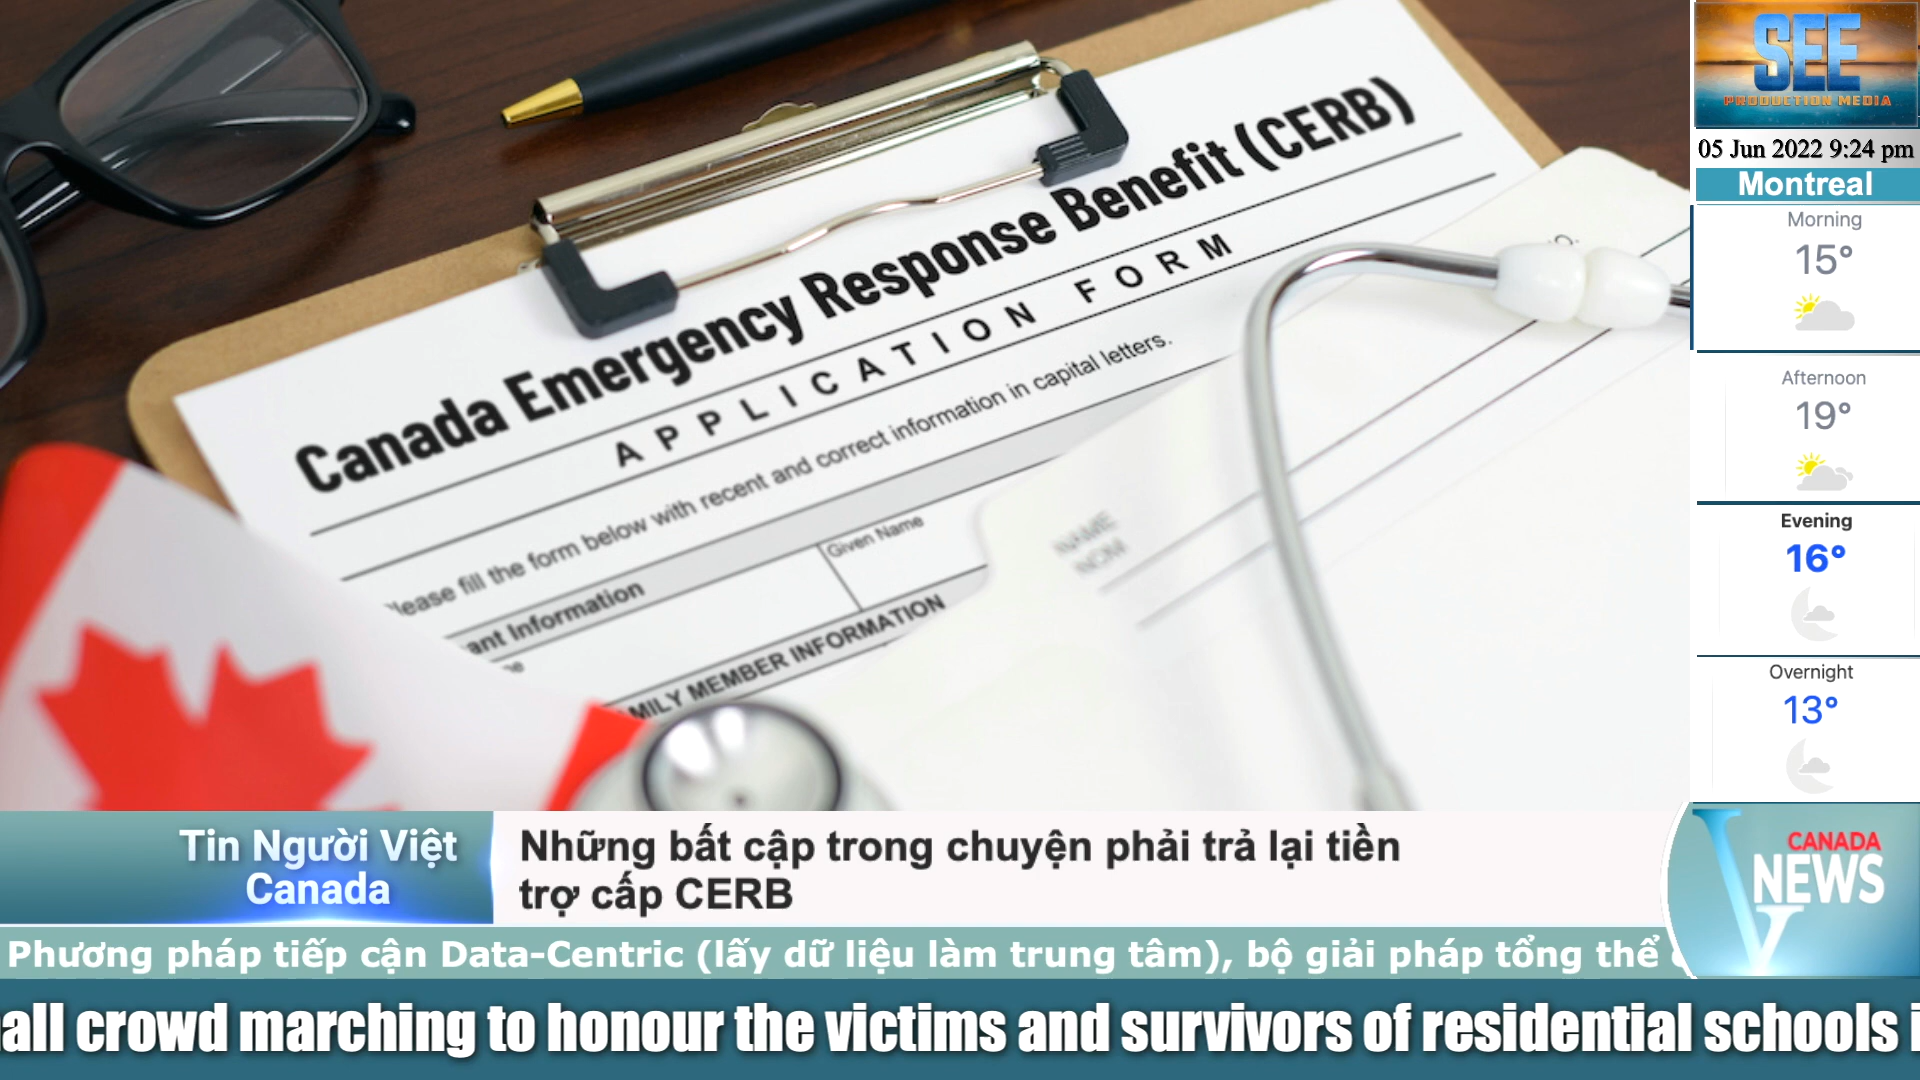 Canada Emergency Response Benefit (CERB)
APPLICATION FORM
lease fill the form below with recent and correct information in capital letters.
ant Information
Given Name
MILY MEMBER INFORMATION
NAME
NOM
SEE
PRODUCTION MEDIA
05 Jun 2022 9:24 pm
Montreal
Morning
15°
Afternoon
19°
Evening
16°
Overnight
13°
Tin Người Việt
Canada
Những bất cập trong chuyện phải trả lại tiền
trợ cấp CERB
CANADA
V NEWS
Phương pháp tiếp cận Data-Centric (lấy dữ liệu làm trung tâm), bộ giải pháp tổng thể
all crowd marching to honour the victims and survivors of residential schools i